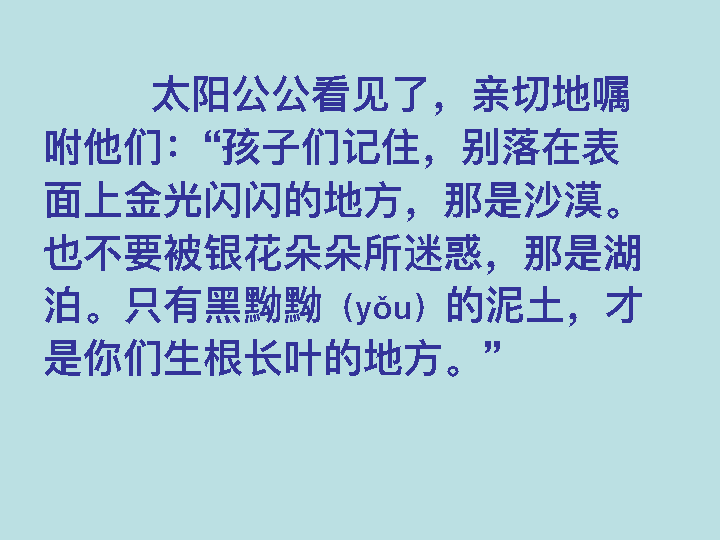 太阳公公看见了，亲切地嘱
咐他们：“孩子们记住，别落在表
面上金光闪闪的地方，那是沙漠。
也不要被银花朵朵所迷惑，那是湖
泊。只有黑黝黝（yǒu）的泥土，才
是你们生根长叶的地方。”